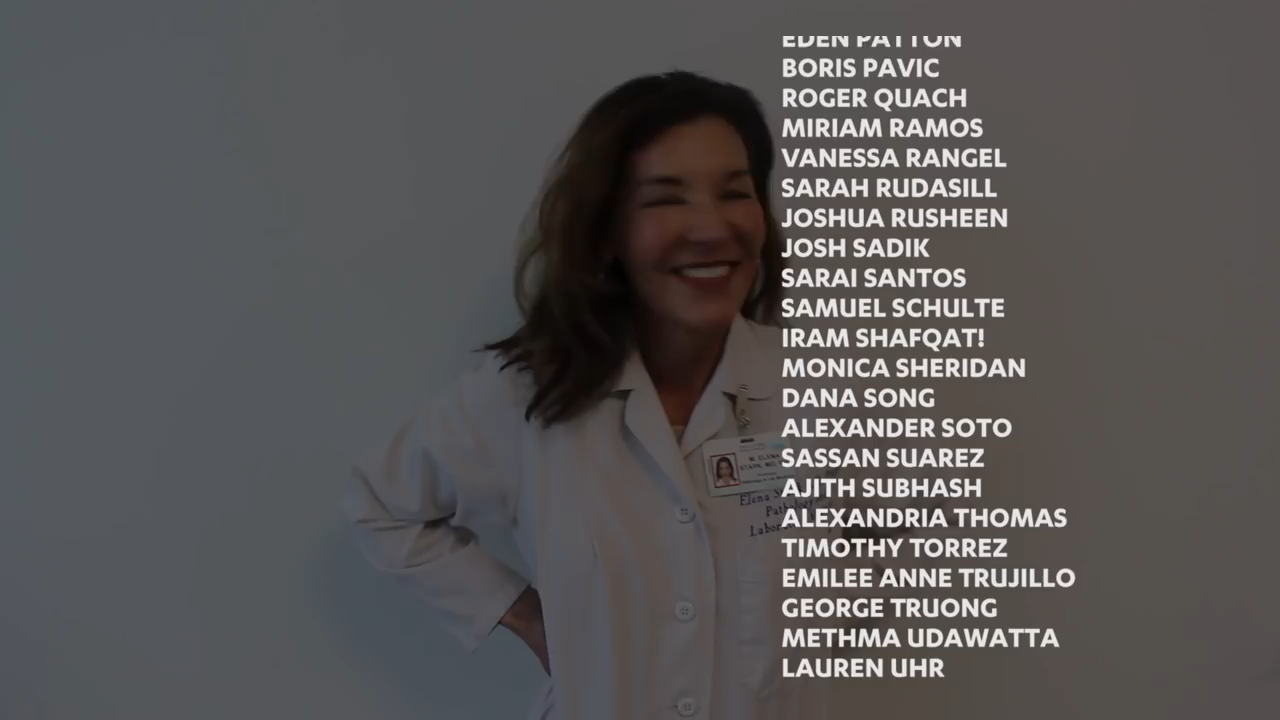 EDEN PATTON
BORIS PAVIC
ROGER QUACH
MIRIAM RAMOS
VANESSA RANGEL
SARAH RUDASILL
JOSHUA RUSHEEN
JOSH SADIK
SARAI SANTOS
SAMUEL SCHULTE
IRAM SHAFQAT!
MONICA SHERIDAN
DANA SONG
ALEXANDER SOTO
SASSAN SUAREZ
AJITH SUBHASH
ALEXANDRIA THOMAS
TIMOTHY TORREZ
EMILEE ANNE TRUJILLO
GEORGE TRUONG
METHMA UDAWATTA
LAUREN UHR
Elena